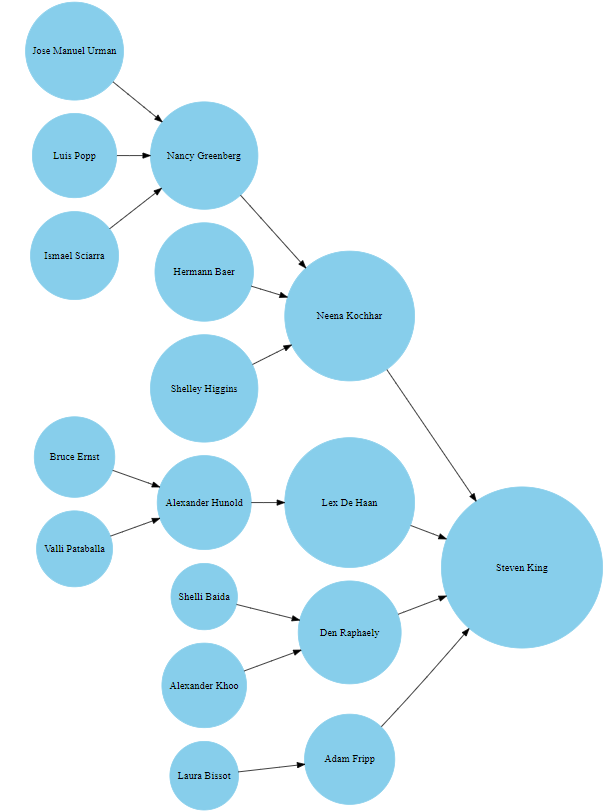 Jose Manuel Urman
Luis Popp
Nancy Greenberg
Ismael Sciarra
Hermann Baer
Neena Kochhar
Shelley Higgins
Bruce Ernst
Alexander Hunold
Lex De Haan
Valli Pataballa
Steven King
Shelli Baida
Den Raphaely
Alexander Khoo
Adam Fripp
Laura Bissot